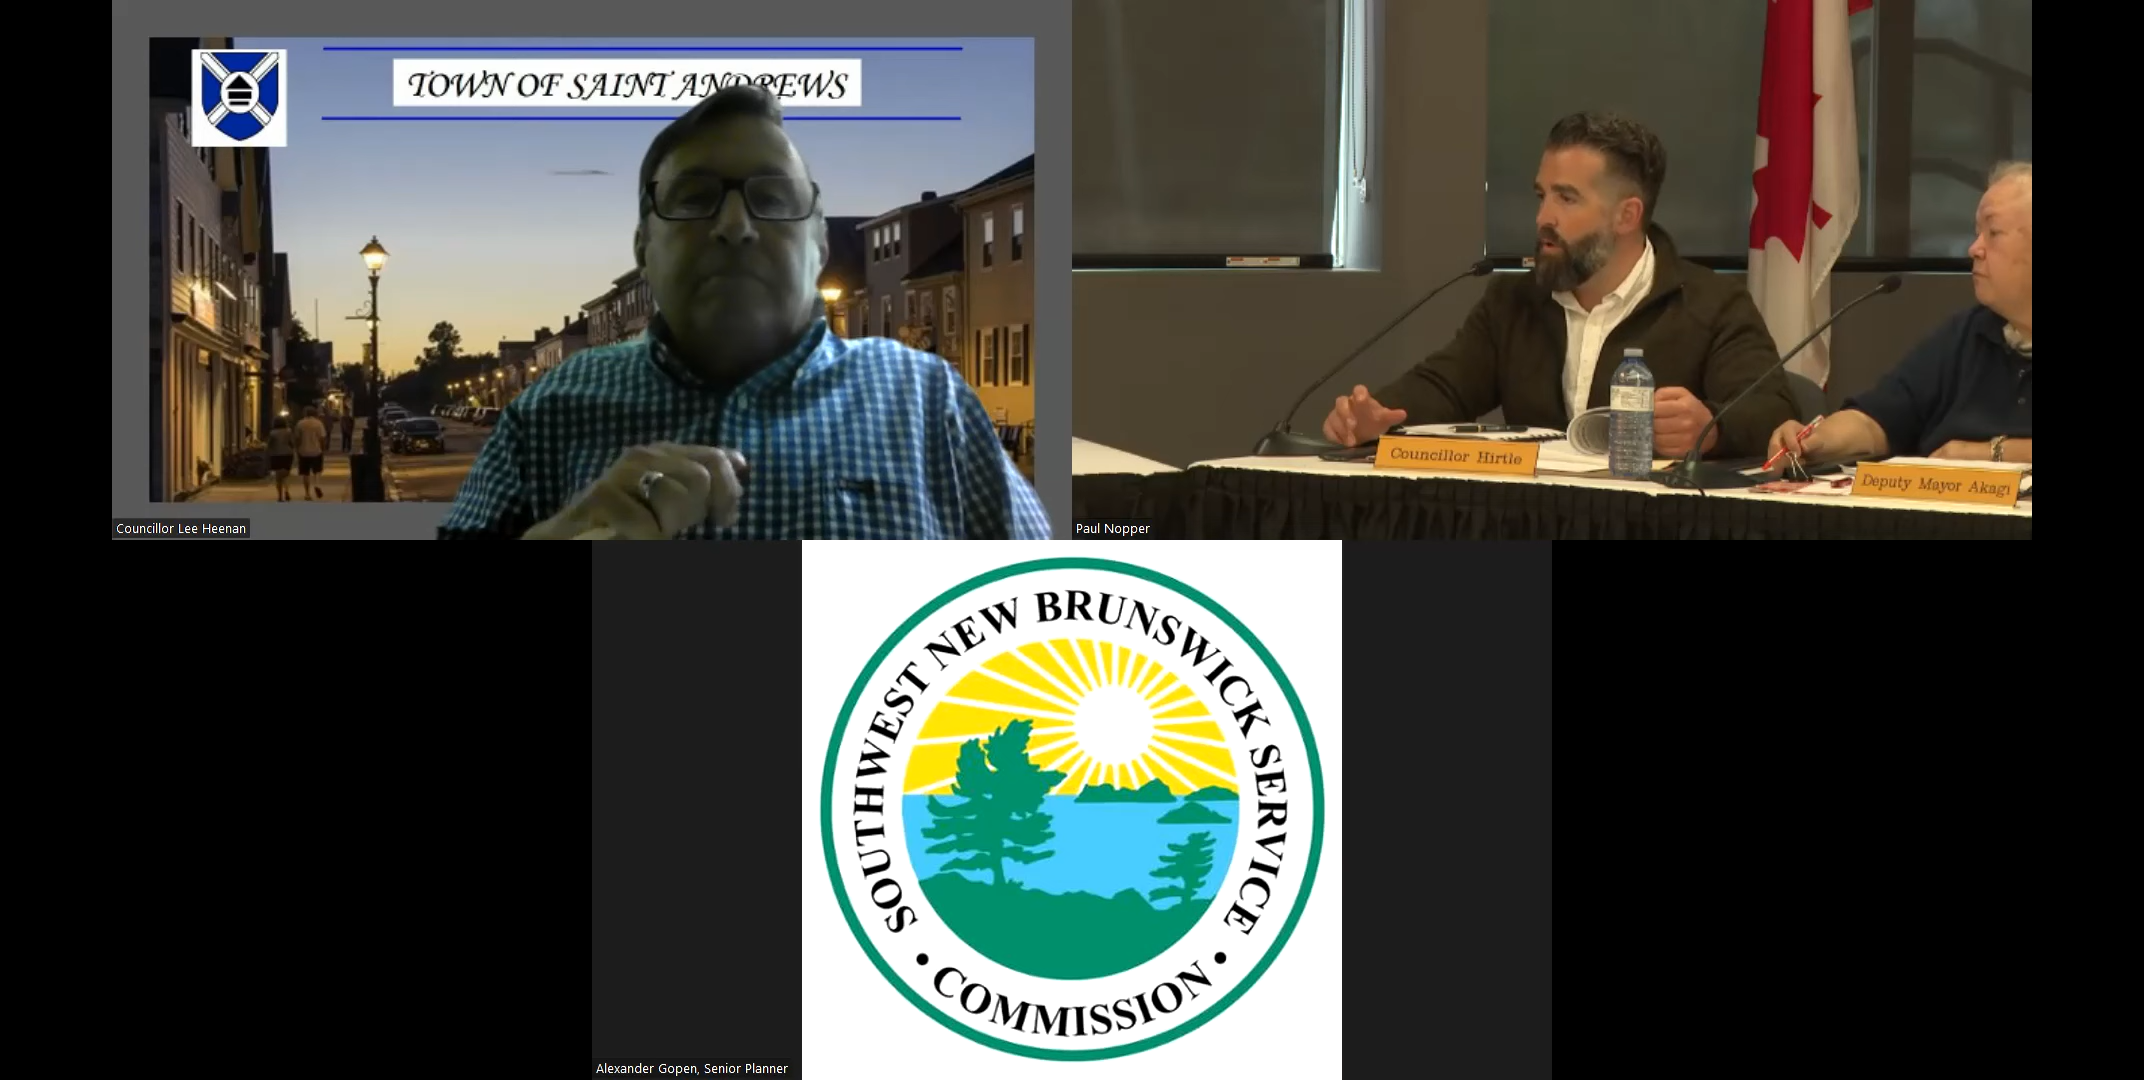 TOWN OF SAINT ANDREWS
Councillor Lee Heenan
Councillor Hirtle
Deputy Mayor Akagi
Paul Nopper
SOUTHWEST NEW BRUNSWICK SERVICE
• COMMISSION •
Alexander Gopen, Senior Planner